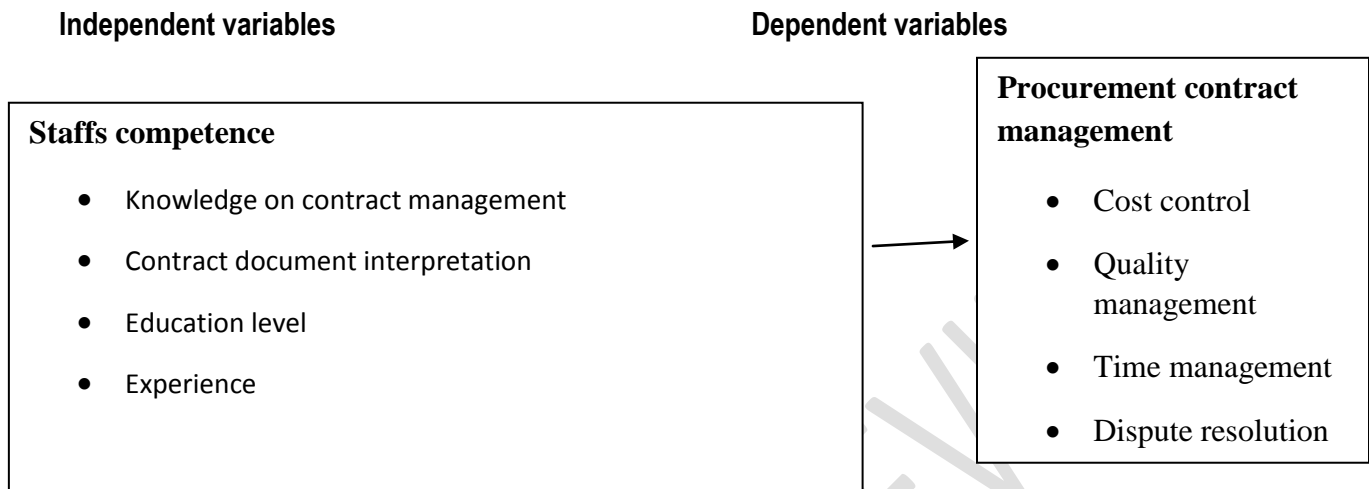 Independent variables
Dependent variables
Staffs competence
• Knowledge on contract management
• Contract document interpretation
• Education level
• Experience
Procurement contract
management
• Cost control
• Quality
management
• Time management
• Dispute resolution